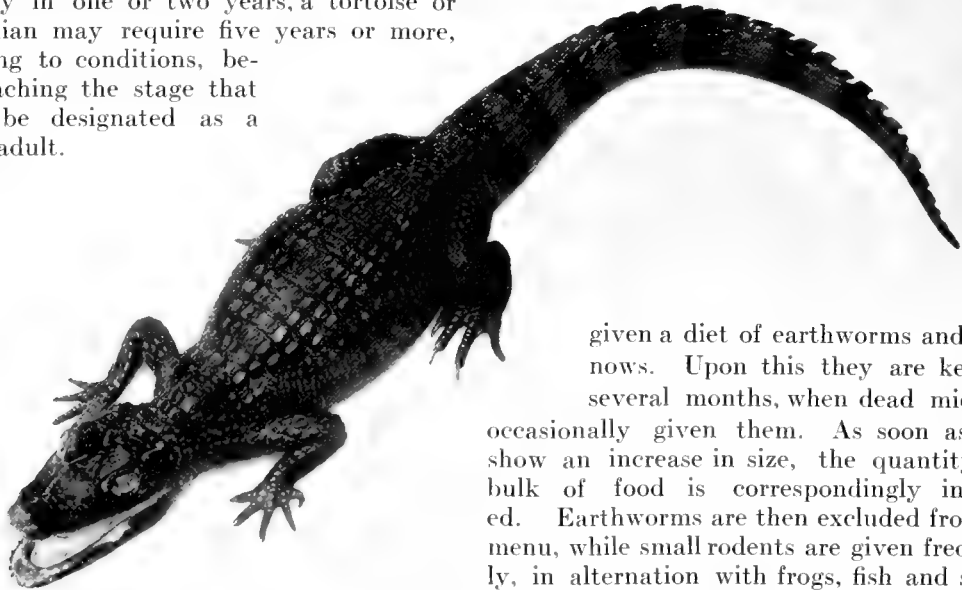 y in one or two years, a tortoise or
ian may require five years or more,
ng to conditions, be-
aching the stage that
be designated as a
adult.
given a diet of earthworms and
nows. Upon this they are ke
several months, when dead mi
occasionally given them. As soon as
show an increase in size, the quantit
bulk of food is correspondingly in
ed. Earthworms are then excluded fro
menu, while small rodents are given fre
ly, in alternation with frogs, fish and s